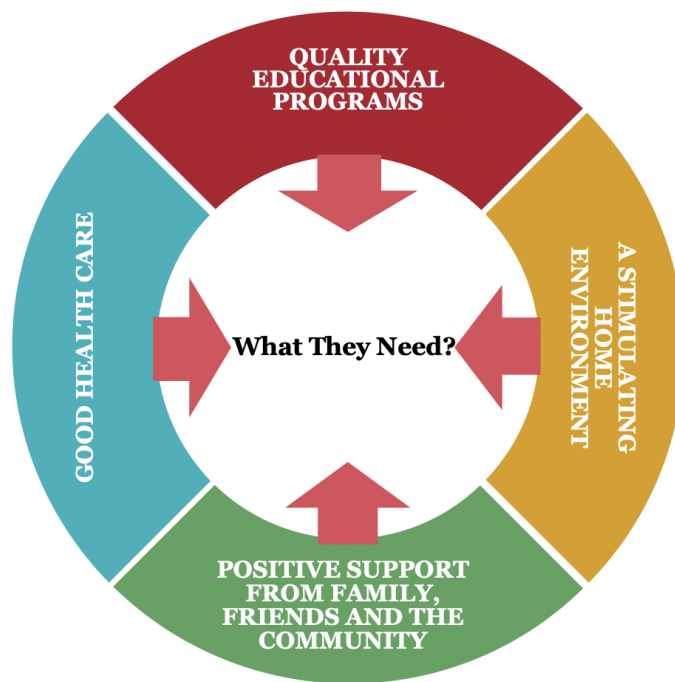 QUALITY
EDUCATIONAL
PROGRAMS
GOOD HEALTH CARE
What They Need?
A STIMULATING
HOME
ENVIRONMENT
POSITIVE SUPPORT
FROM FAMILY,
FRIENDS AND THE
COMMUNITY